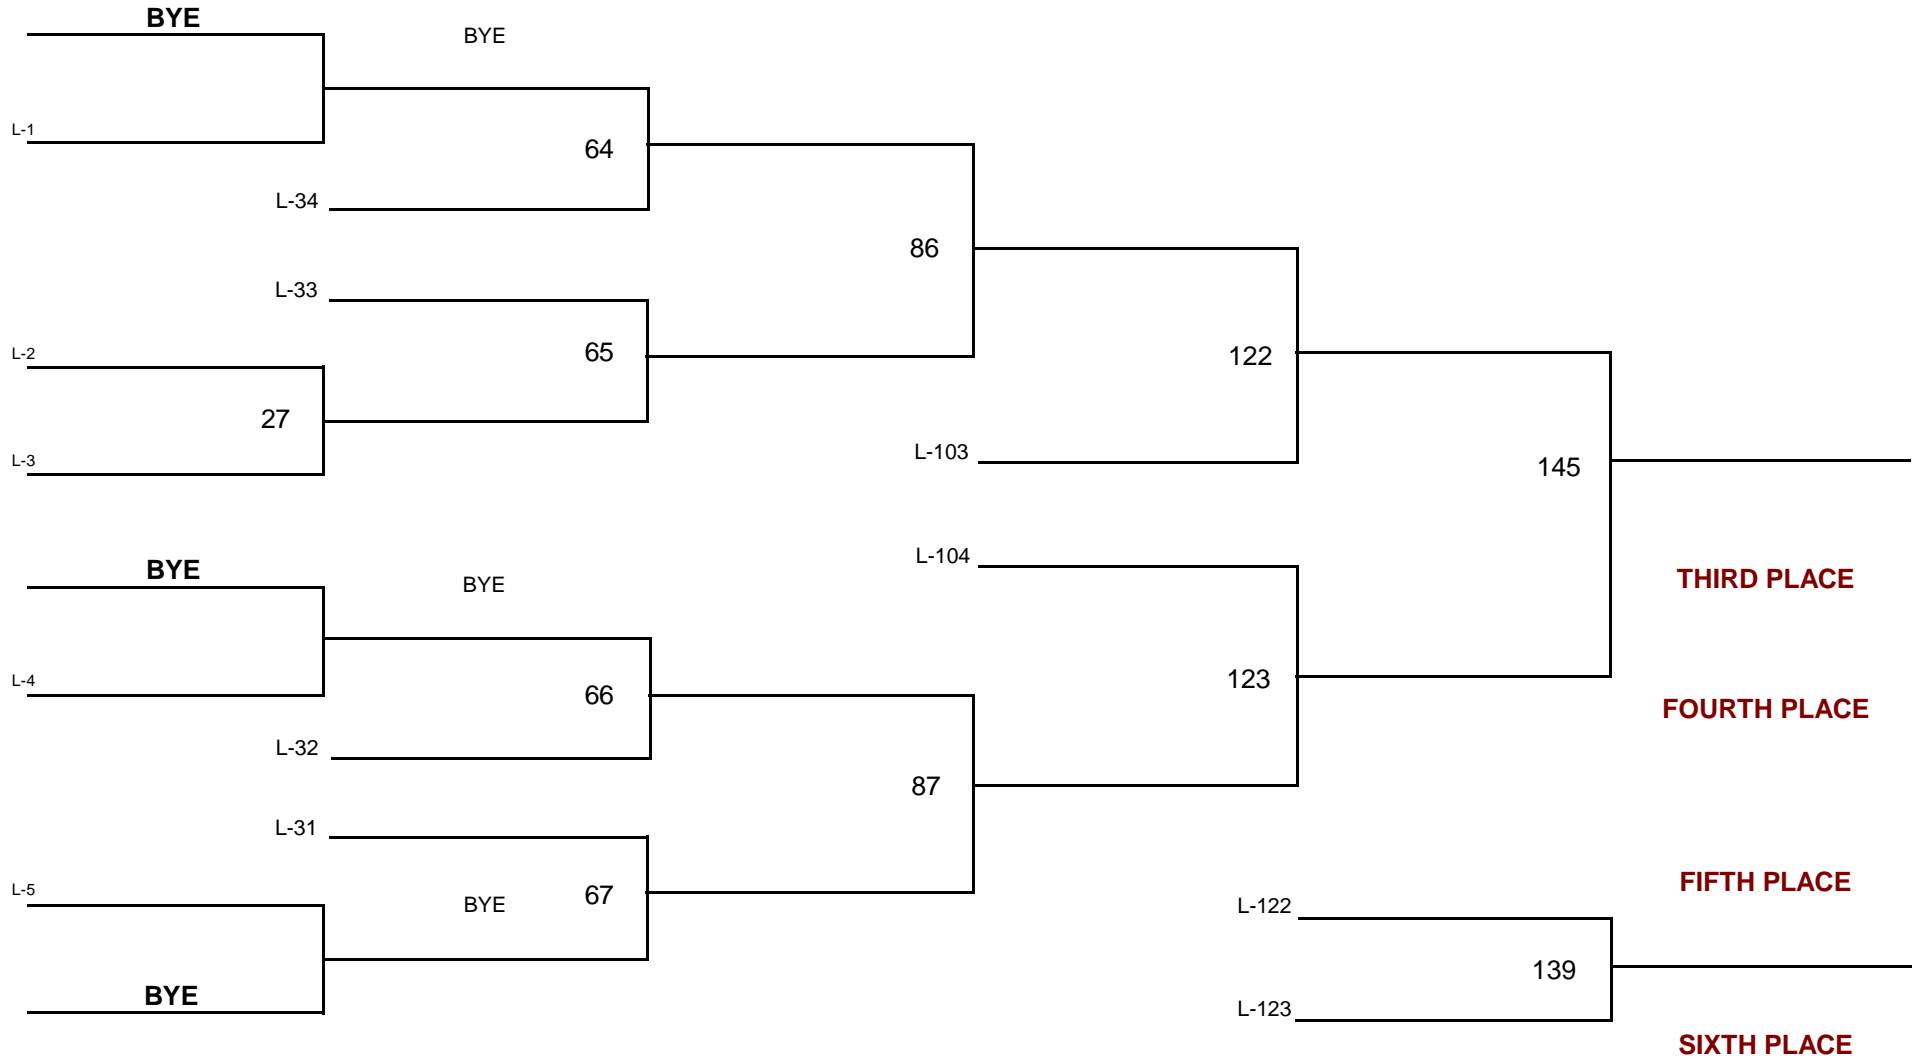 BYE
BYE
L-1
64
L-34
86
L-33
L-2
65
122
27
L-103
L-3
145
L-104
BYE
BYE
THIRD PLACE
L-4
123
66
FOURTH PLACE
L-32
87
L-31
FIFTH PLACE
L-5
67
BYE
L-122
139
BYE
L-123
SIXTH PLACE